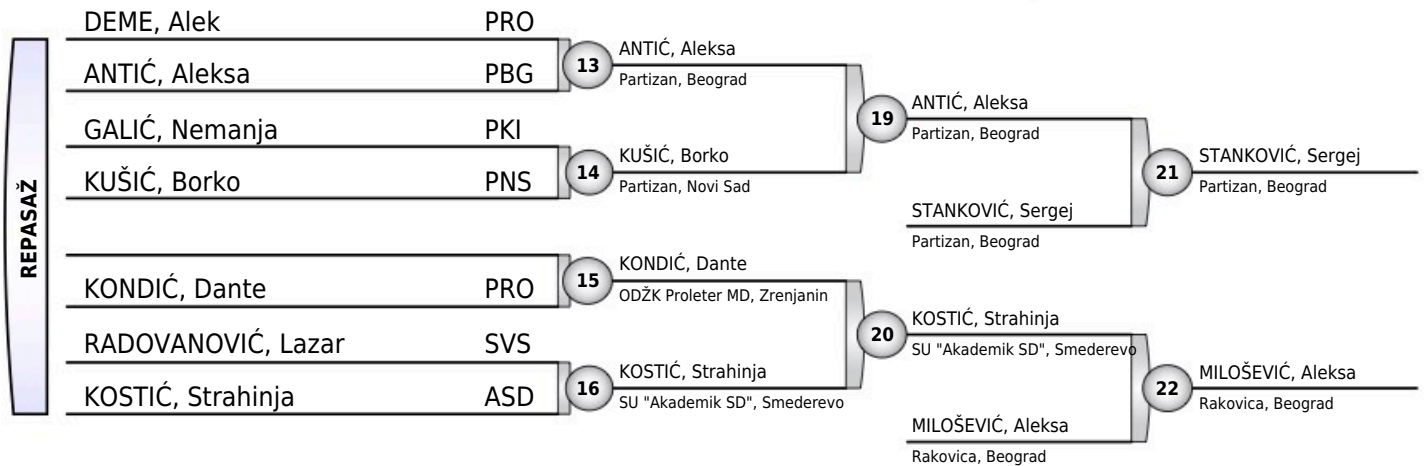 REPASAŽ
DEME, Alek PRO
ANTIĆ, Aleksa PBG
GALIĆ, Nemanja PKI
KUŠIĆ, Borko PNS
KONDIĆ, Dante PRO
RADOVANOVIĆ, Lazar SVS
KOSTIĆ, Strahinja ASD
13
ANTIĆ, Aleksa
Partizan, Beograd
14
KUŠIĆ, Borko
Partizan, Novi Sad
15
KONDIĆ, Dante
ODŽK Proleter MD, Zrenjanin
16
KOSTIĆ, Strahinja
SU "Akademik SD", Smederevo
19
ANTIĆ, Aleksa
Partizan, Beograd
STANKOVIĆ, Sergej
Partizan, Beograd
20
KOSTIĆ, Strahinja
SU "Akademik SD", Smederevo
MILOŠEVIĆ, Aleksa
Rakovica, Beograd
21
STANKOVIĆ, Sergej
Partizan, Beograd
22
MILOŠEVIĆ, Aleksa
Rakovica, Beograd